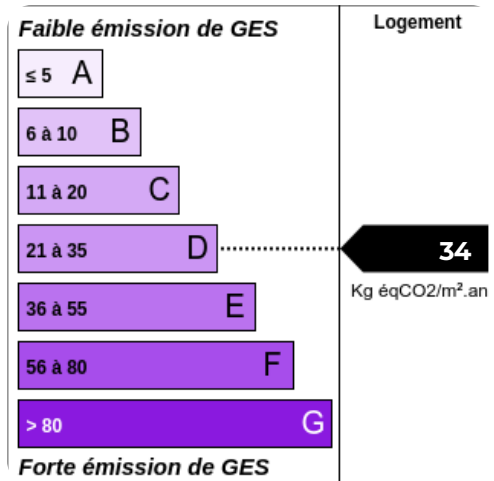 Faible émission de GES
Logement
≤ 5 A
6 à 10 B
11 à 20 C
21 à 35 D
34
Kg éqCO2/m².an
36 à 55 E
56 à 80 F
> 80 G
Forte émission de GES